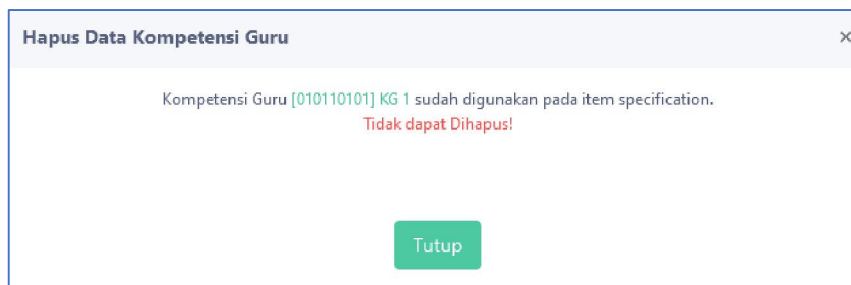 Hapus Data Kompetensi Guru ×
Kompetensi Guru [010110101] KG 1 sudah digunakan pada item specification.
Tidak dapat Dihapus!
Tutup